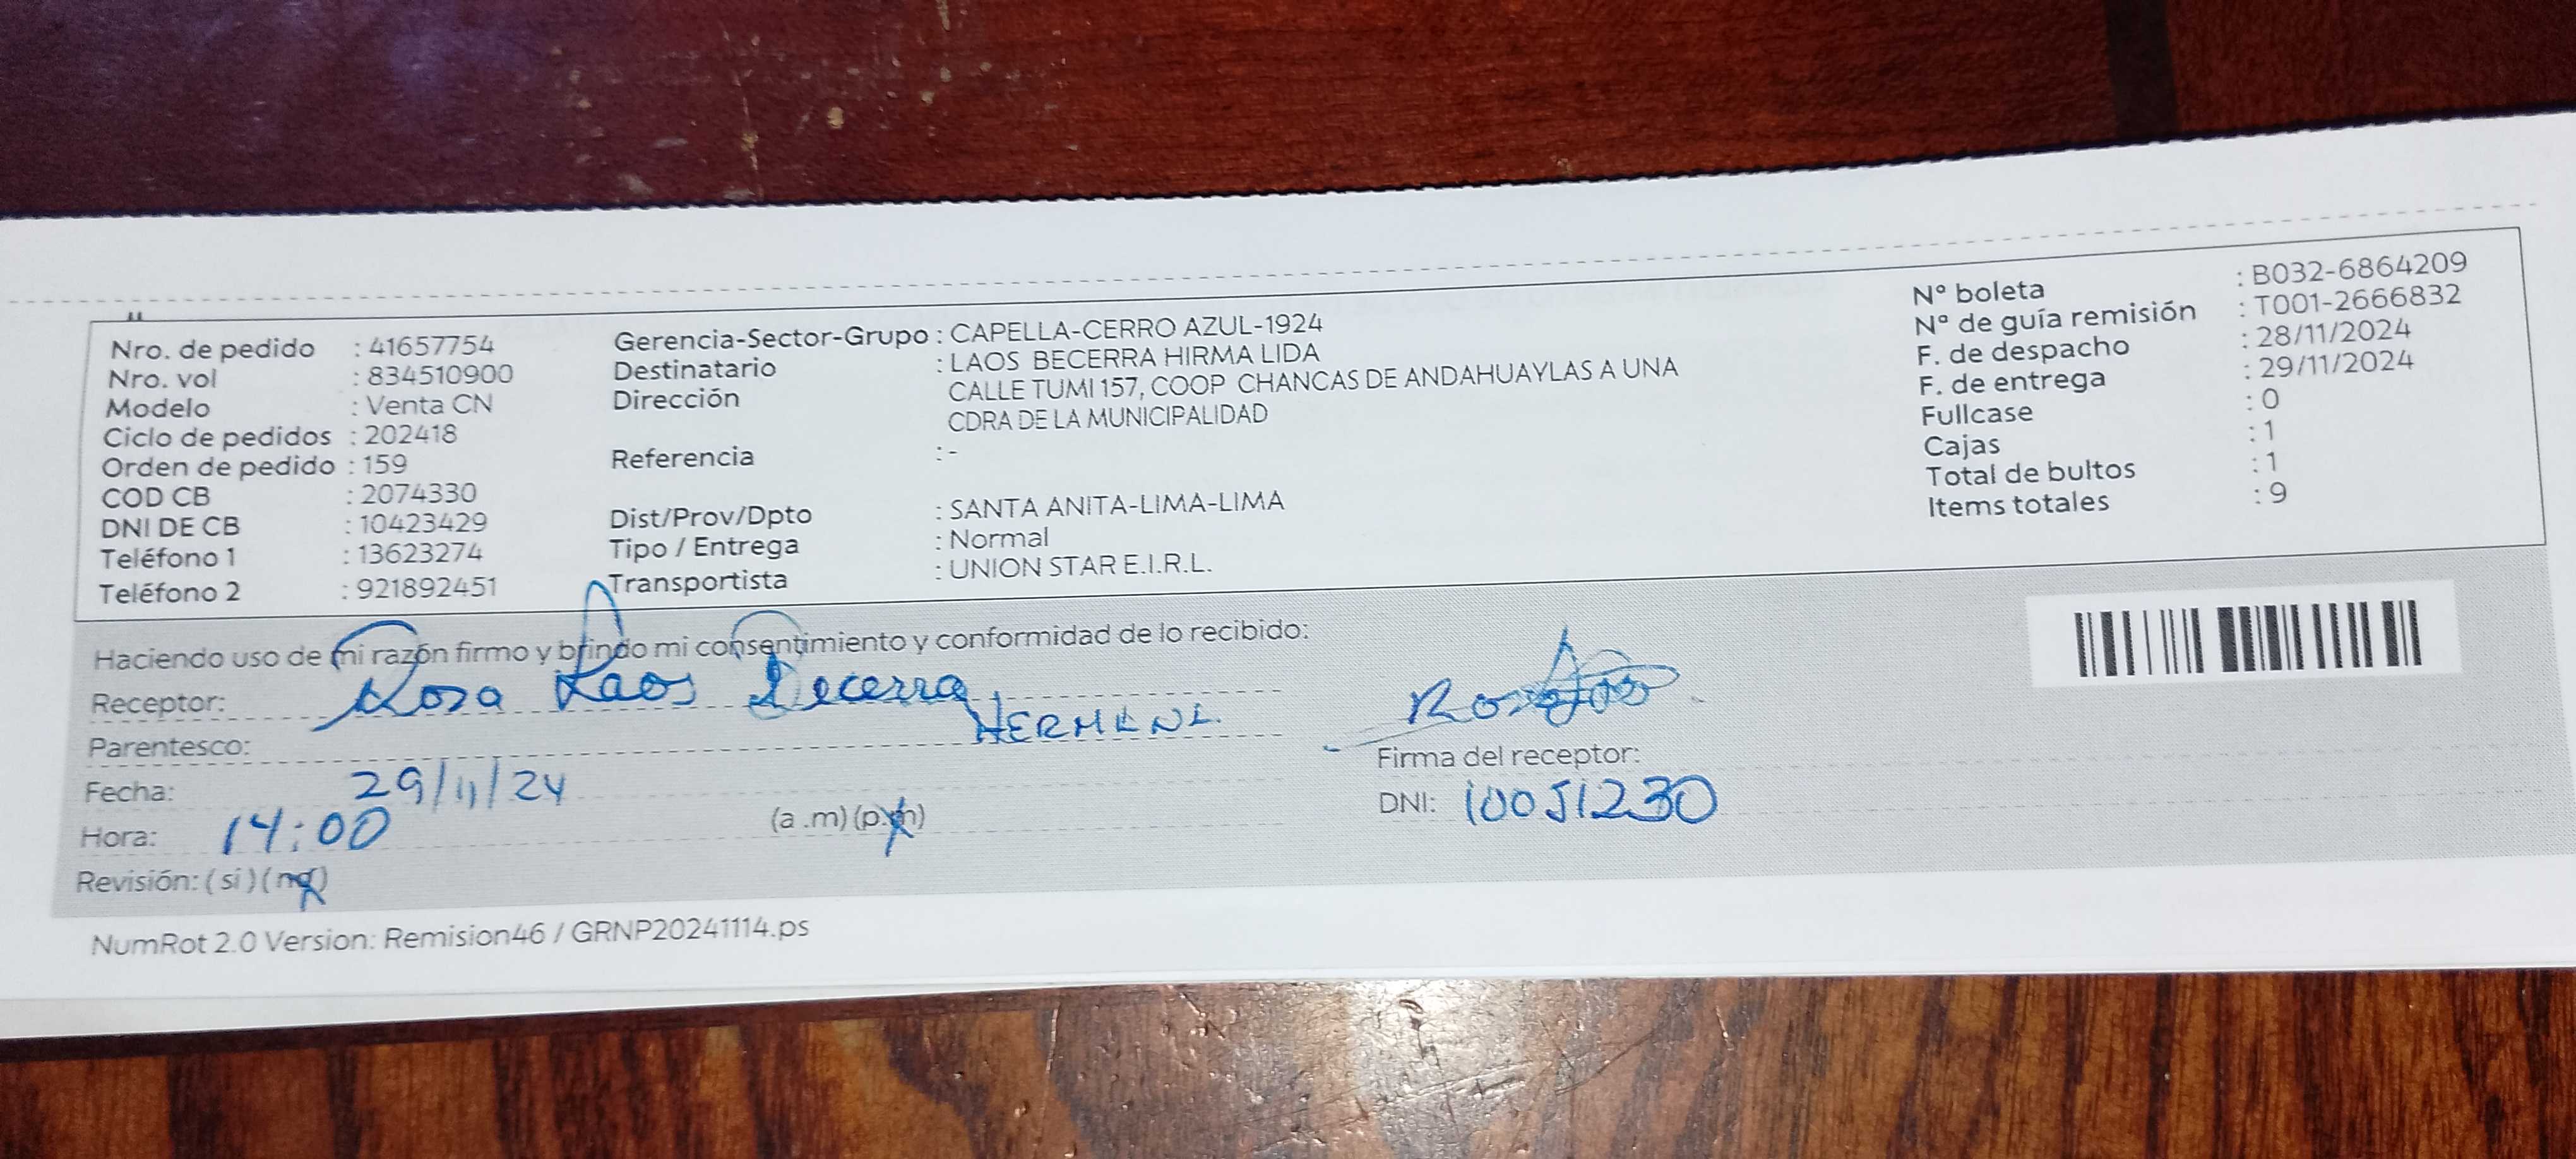 Nro. de pedido : 41657754
Nro. vol : 834510900
Modelo : Venta CN
Ciclo de pedidos : 202418
Orden de pedido : 159
COD CB : 2074330
DNI DE CB : 10423429
Teléfono 1 : 13623274
Teléfono 2 : 921892451
Gerencia-Sector-Grupo : CAPELLA-CERRO AZUL-1924
Destinatario : LAOS BECERRA HIRMA LIDA
Dirección CALLE TUMI 157, COOP CHANCAS DE ANDAHUAYLAS A UNA
CDRA DE LA MUNICIPALIDAD
Referencia : -
Dist/Prov/Dpto : SANTA ANITA-LIMA-LIMA
Tipo / Entrega : Normal
Transportista : UNION STAR E.I.R.L.
Nº boleta : B032-6864209
Nº de guía remisión : T001-2666832
F. de despacho : 28/11/2024
F. de entrega : 29/11/2024
Fullcase : 0
Cajas : 1
Total de bultos : 1
Items totales : 9
Haciendo uso de mi razón firmo y brindo mi consentimiento y conformidad de lo recibido:
Receptor: Rosa Laos Becerra
Parentesco: HERMANA
Fecha: 29/11/24
Hora: 14:00 (a .m) (p.m)
Revisión: ( si ) ( no )
Firma del receptor:
DNI: 10051230
NumRot 2.0 Version: Remision46 / GRNP20241114.ps